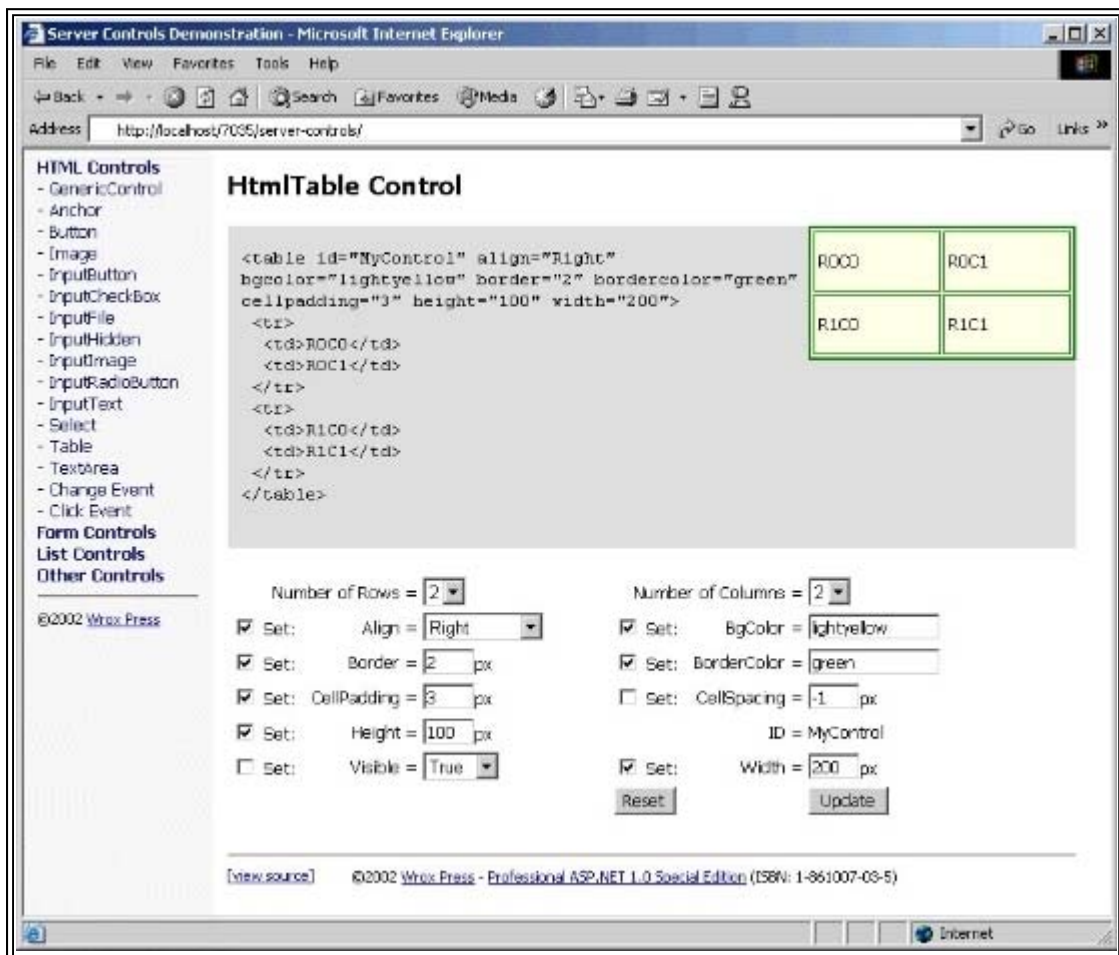 Server Controls Demonstration - Microsoft Internet Explorer
File Edit View Favorites Tools Help
Back Search Favorites Media
Address http://localhost/7035/server-controls/ Go Links »
HTML Controls
- GenericControl
- Anchor
- Button
- Image
- InputButton
- InputCheckBox
- InputFile
- InputHidden
- InputImage
- InputRadioButton
- InputText
- Select
- Table
- TextArea
- Change Event
- Click Event
Form Controls
List Controls
Other Controls
©2002 Wrox Press
HtmlTable Control
<table id="MyControl" align="Right"
bgcolor="lightyellow" border="2" bordercolor="green"
cellpadding="3" height="100" width="200">
<tr>
<td>R0C0</td>
<td>R0C1</td>
</tr>
<tr>
<td>R1C0</td>
<td>R1C1</td>
</tr>
</table>
R0C0 R0C1
R1C0 R1C1
Number of Rows = 2 Number of Columns = 2
Set: Align = Right Set: BgColor = lightyellow
Set: Border = 2 px Set: BorderColor = green
Set: CellPadding = 3 px Set: CellSpacing = -1 px
Set: Height = 100 px ID = MyControl
Set: Visible = True Set: Width = 200 px
Reset Update
[view source] ©2002 Wrox Press - Professional ASP.NET 1.0 Special Edition (ISBN: 1-861007-03-5)
Internet